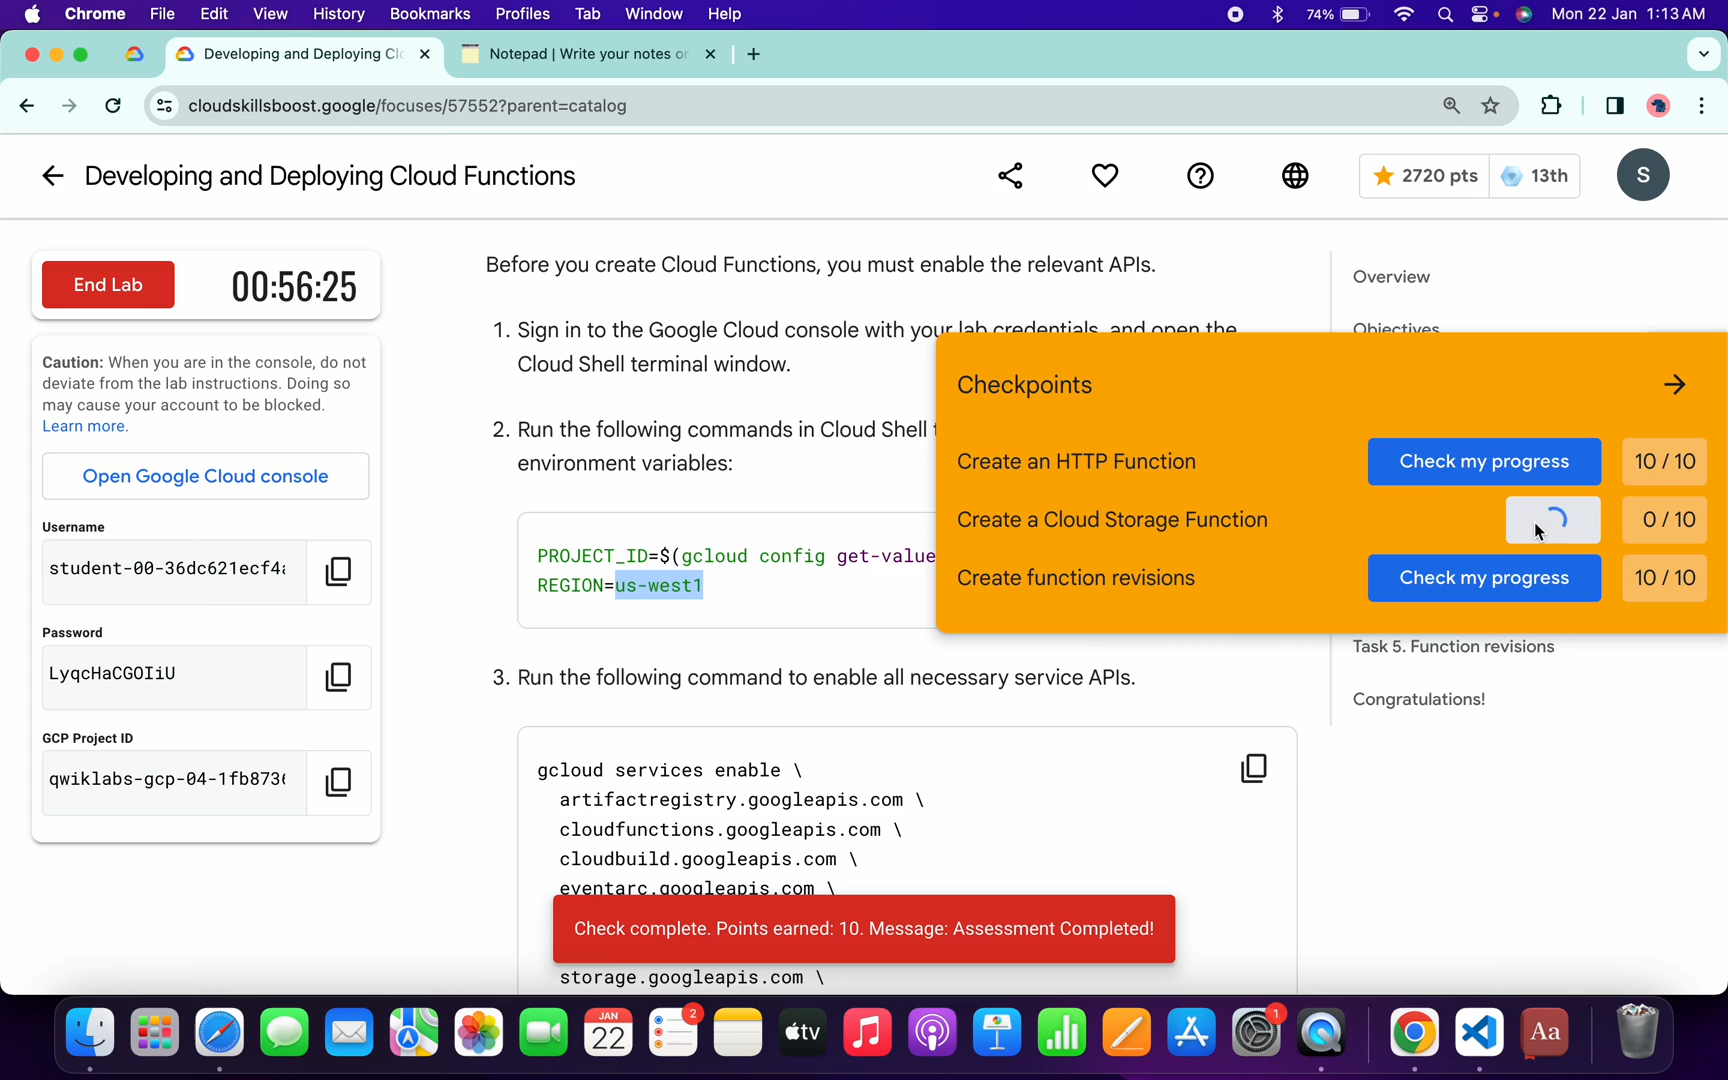 Chrome File Edit View History Bookmarks Profiles Tab Window Help 74% Mon 22 Jan 1:13 AM
Developing and Deploying Clo Notepad | Write your notes on
cloudskillsboost.google/focuses/57552?parent=catalog
Developing and Deploying Cloud Functions 2720 pts 13th S
End Lab 00:56:25
Caution: When you are in the console, do not
deviate from the lab instructions. Doing so
may cause your account to be blocked.
Learn more.
Open Google Cloud console
Username
student-00-36dc621ecf4
Password
LyqcHaCGOIiU
GCP Project ID
qwiklabs-gcp-04-1fb873
Before you create Cloud Functions, you must enable the relevant APIs.
1. Sign in to the Google Cloud console with your lab credentials, and open the
Cloud Shell terminal window.
2. Run the following commands in Cloud Shell
environment variables:
PROJECT_ID=$(gcloud config get-value
REGION=us-west1
3. Run the following command to enable all necessary service APIs.
gcloud services enable \
artifactregistry.googleapis.com \
cloudfunctions.googleapis.com \
cloudbuild.googleapis.com \
eventarc.googleapis.com \
storage.googleapis.com \
Check complete. Points earned: 10. Message: Assessment Completed!
Overview
Objectives
Checkpoints
Create an HTTP Function Check my progress 10 / 10
Create a Cloud Storage Function 0 / 10
Create function revisions Check my progress 10 / 10
Task 5. Function revisions
Congratulations!
JAN
22
2
tv
1
Aa